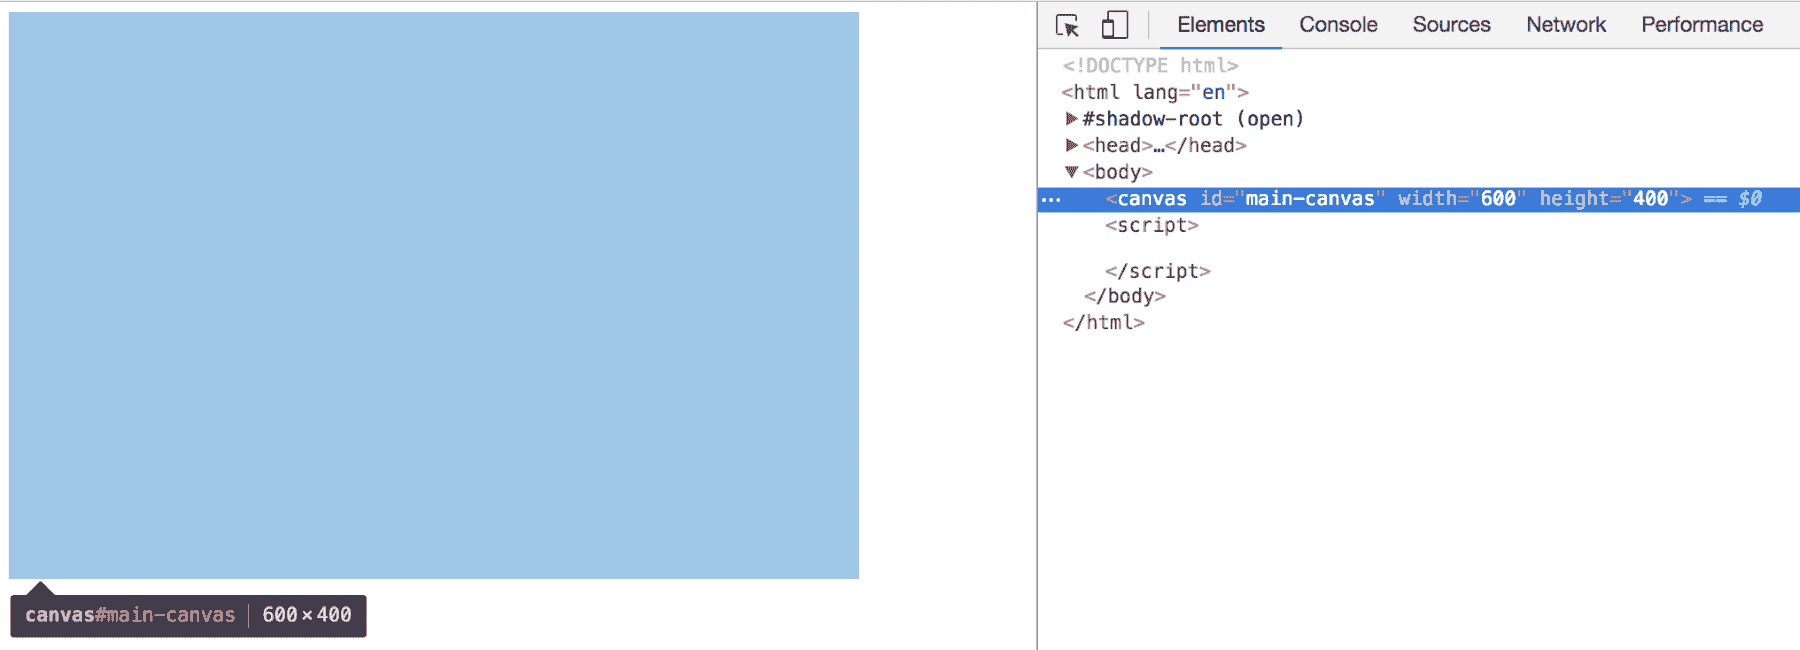 Elements Console Sources Network Performance
<!DOCTYPE html>
<html lang="en">
▶#shadow-root (open)
▶<head>…</head>
▼<body>
… <canvas id="main-canvas" width="600" height="400"> == $0
<script>
</script>
</body>
</html>
canvas#main-canvas | 600×400